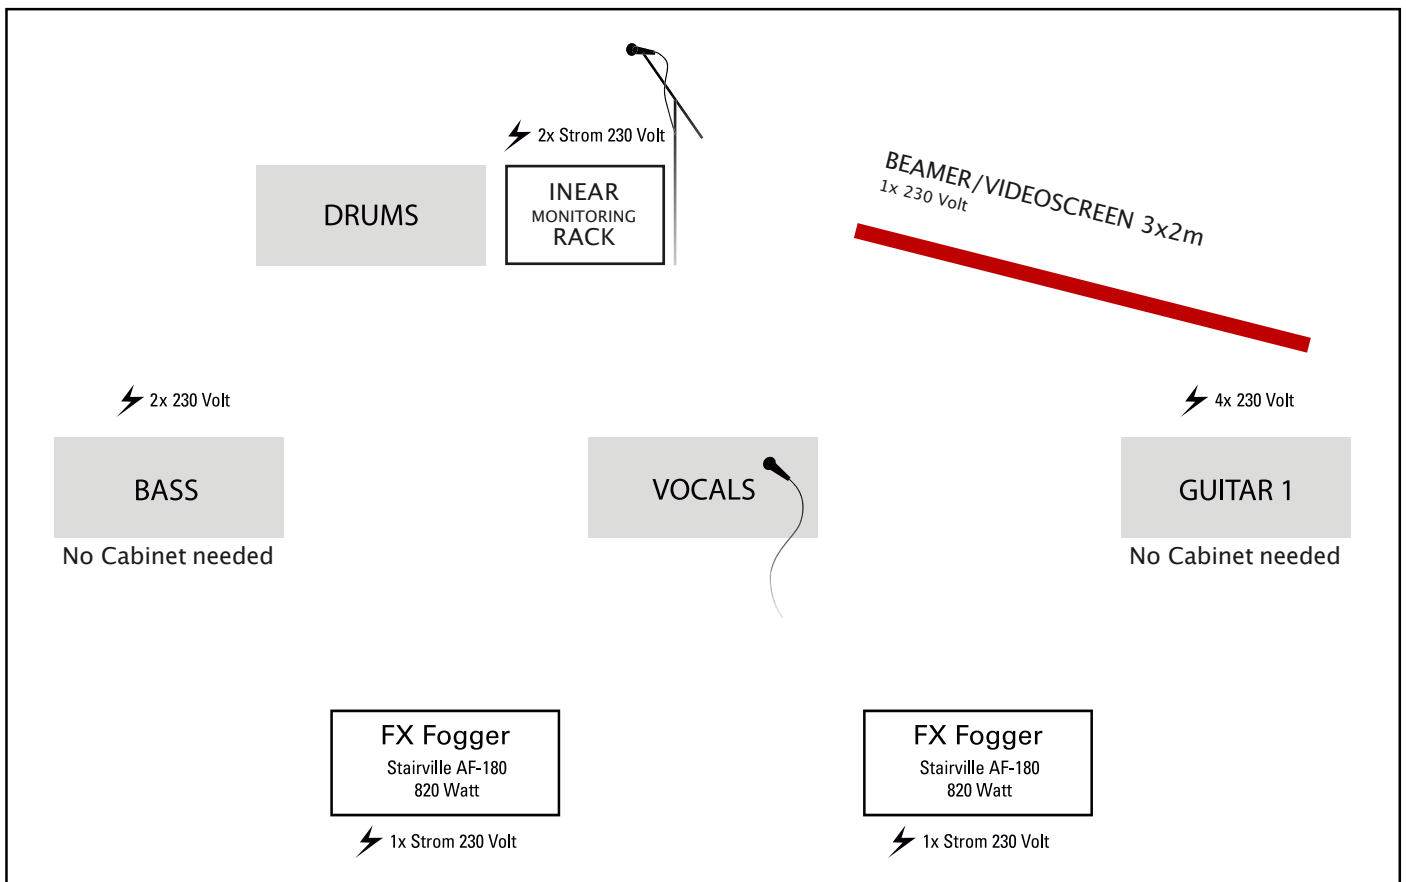 2x Strom 230 Volt
DRUMS
INEAR
MONITORING
RACK
BEAMER/VIDEOSCREEN 3x2m
1x 230 Volt
2x 230 Volt
BASS
No Cabinet needed
VOCALS
4x 230 Volt
GUITAR 1
No Cabinet needed
FX Fogger
Stairville AF-180
820 Watt
1x Strom 230 Volt
FX Fogger
Stairville AF-180
820 Watt
1x Strom 230 Volt